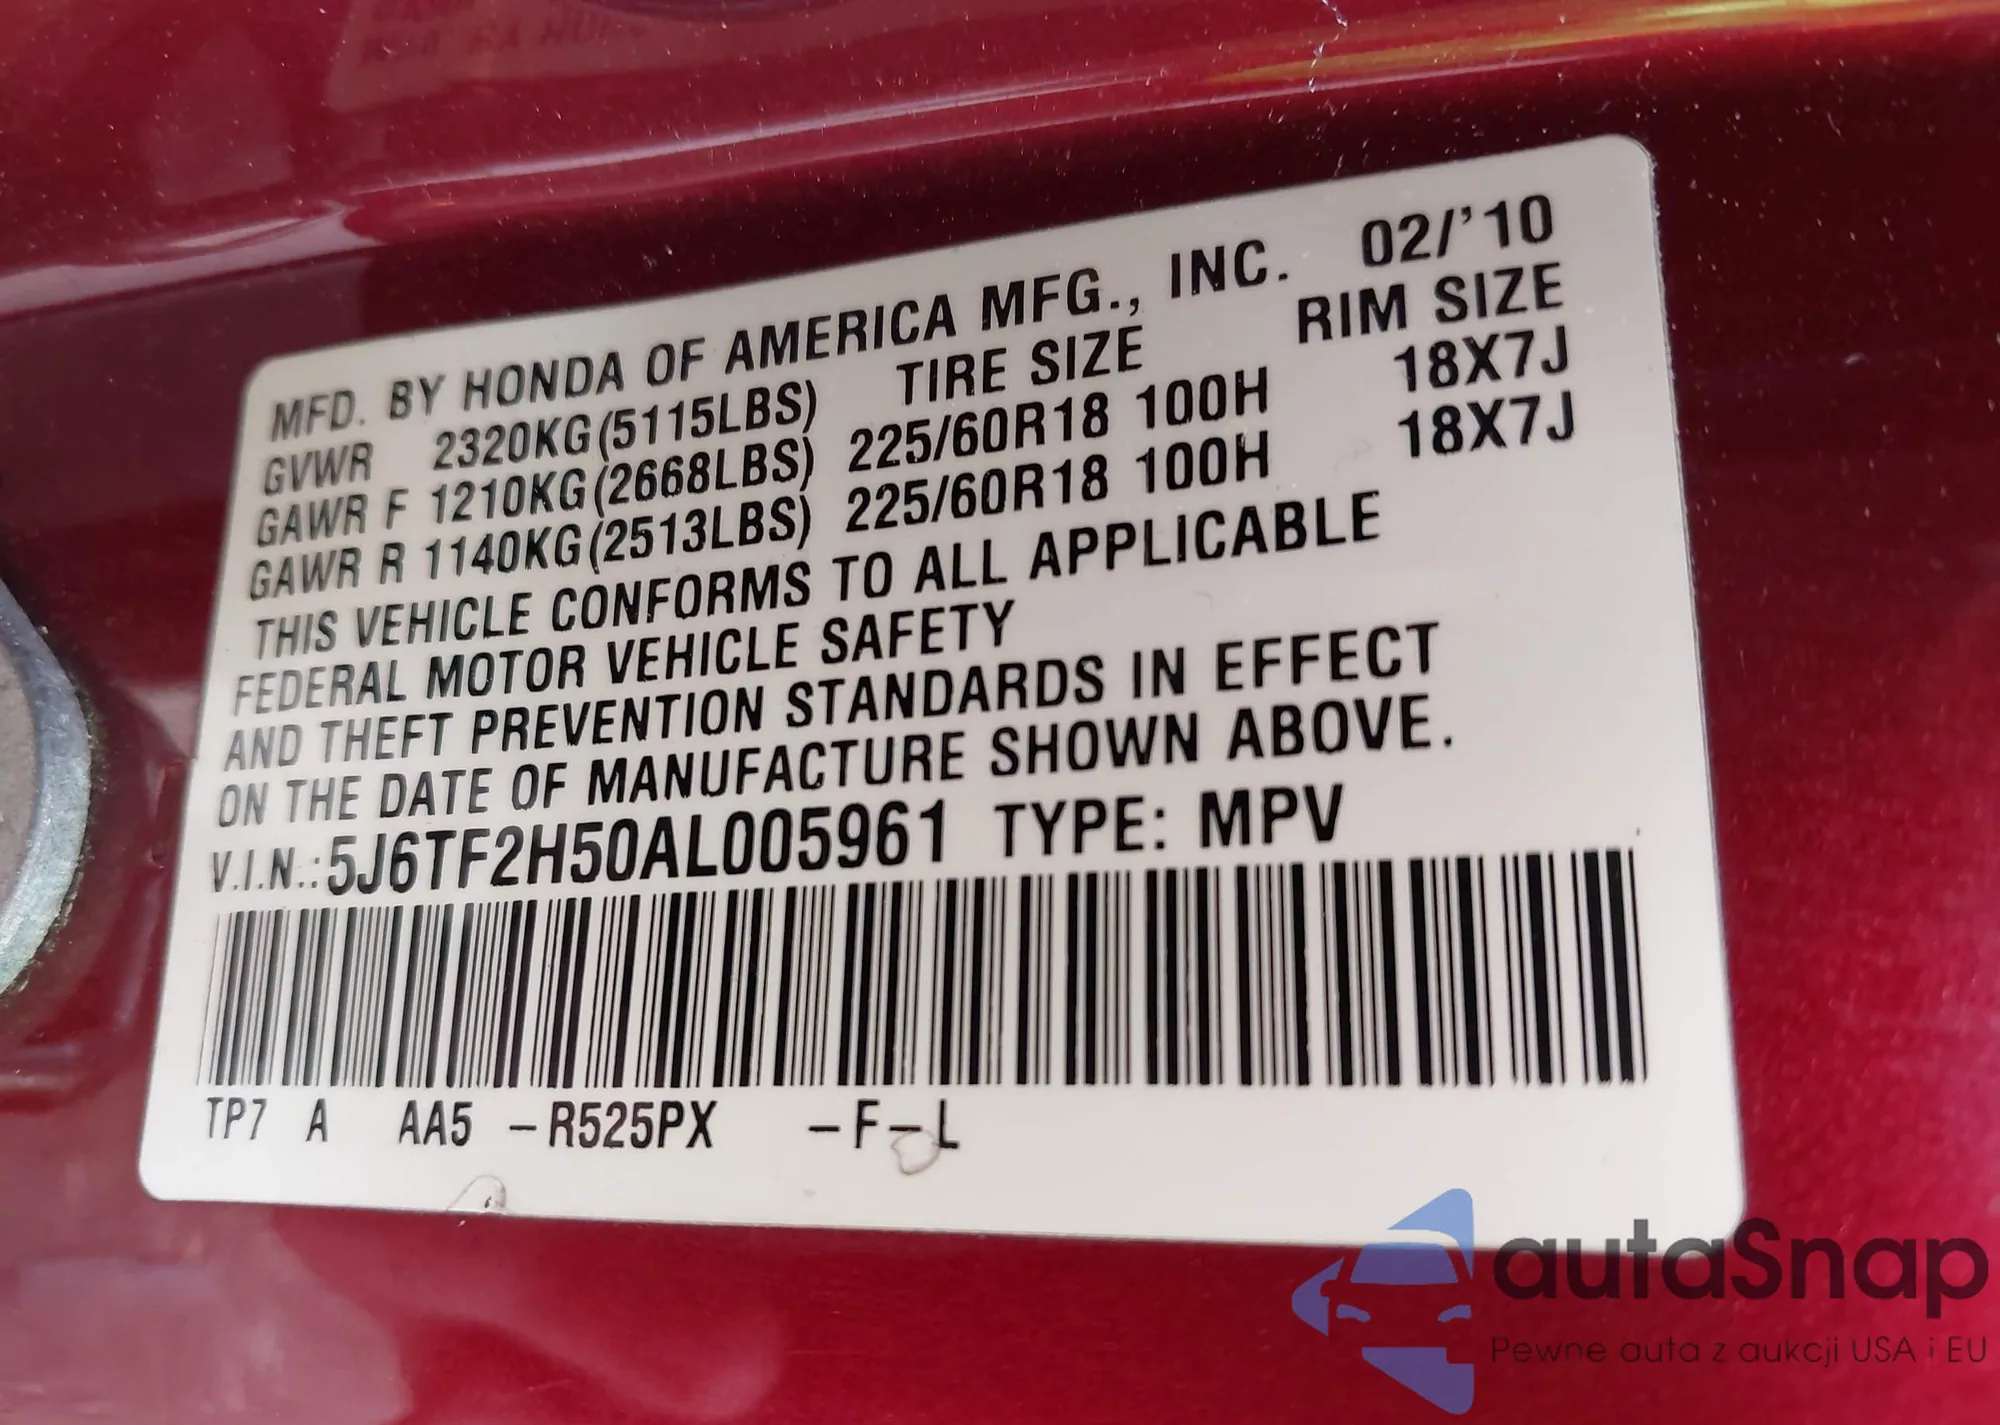 MFD. BY HONDA OF AMERICA MFG., INC. 02/'10
GVWR 2320KG(5115LBS) TIRE SIZE RIM SIZE
GAWR F 1210KG(2668LBS) 225/60R18 100H 18X7J
GAWR R 1140KG(2513LBS) 225/60R18 100H 18X7J
THIS VEHICLE CONFORMS TO ALL APPLICABLE
FEDERAL MOTOR VEHICLE SAFETY
AND THEFT PREVENTION STANDARDS IN EFFECT
ON THE DATE OF MANUFACTURE SHOWN ABOVE.
V.I.N.:5J6TF2H50AL005961 TYPE: MPV
TP7 A AA5 -R525PX -F-L
autaSnap
Pewne auta z aukcji USA i EU